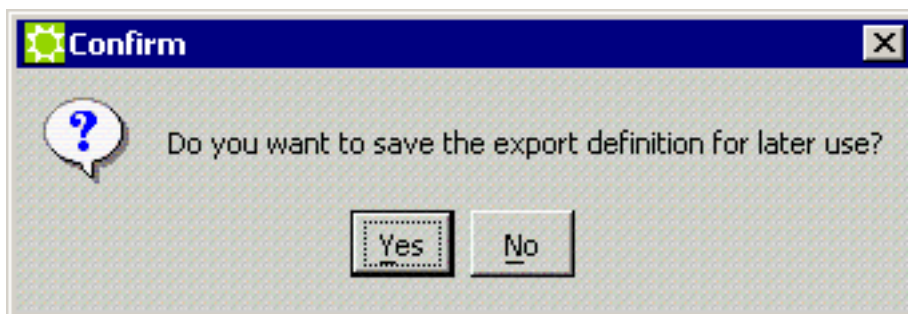 Confirm
Do you want to save the export definition for later use?
Yes No